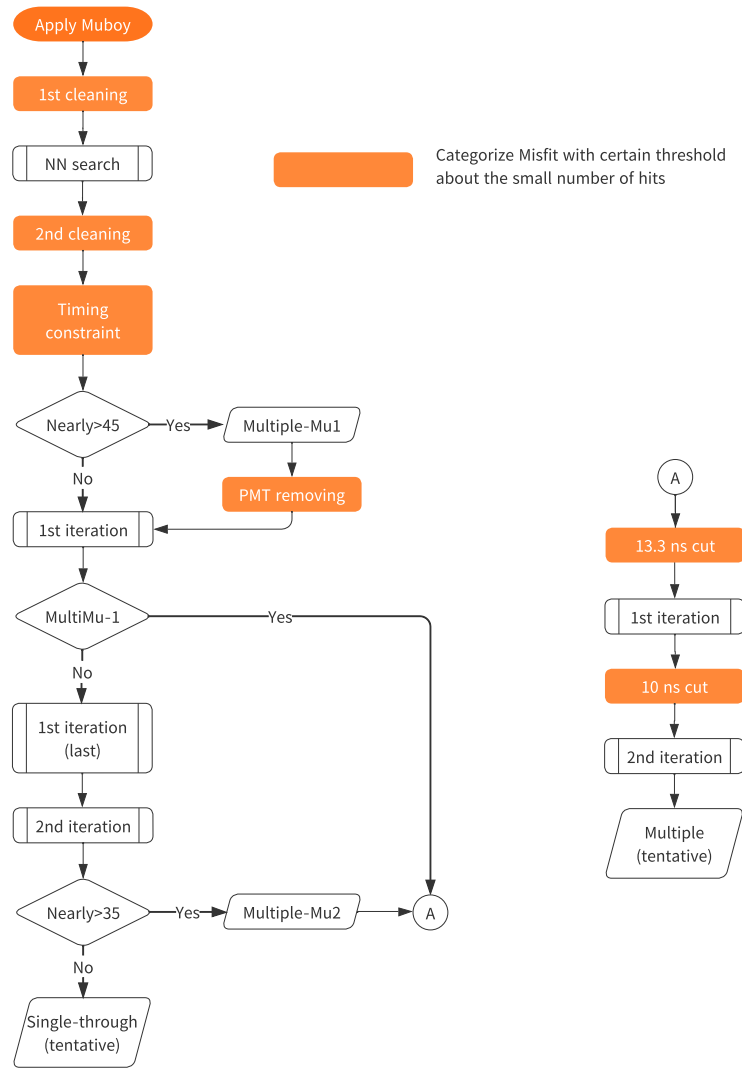 Apply Muboy
1st cleaning
NN search
Categorize Misfit with certain threshold
about the small number of hits
2nd cleaning
Timing
constraint
Nearly>45
Yes
Multiple-Mu1
No
PMT removing
1st iteration
MultiMu-1
Yes
No
1st iteration
(last)
2nd iteration
Nearly>35
Yes
Multiple-Mu2
A
No
Single-through
(tentative)
A
13.3 ns cut
1st iteration
10 ns cut
2nd iteration
Multiple
(tentative)